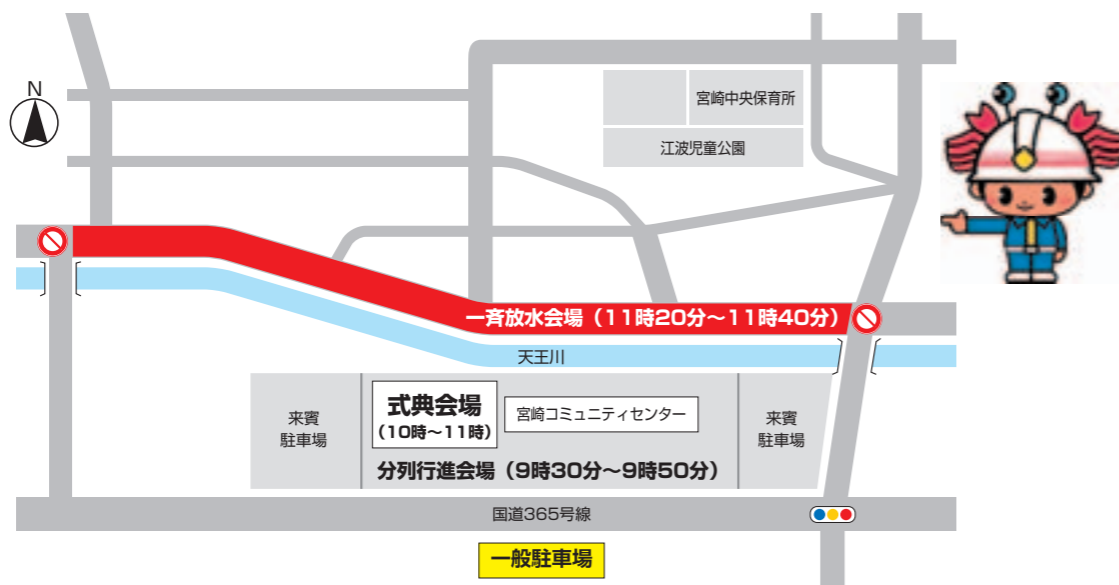 N
宮崎中央保育所
江波児童公園
一斉放水会場（11時20分～11時40分）
天王川
来賓
駐車場
式典会場
（10時～11時）
宮崎コミュニティセンター
来賓
駐車場
分列行進会場（9時30分～9時50分）
国道365号線
一般駐車場